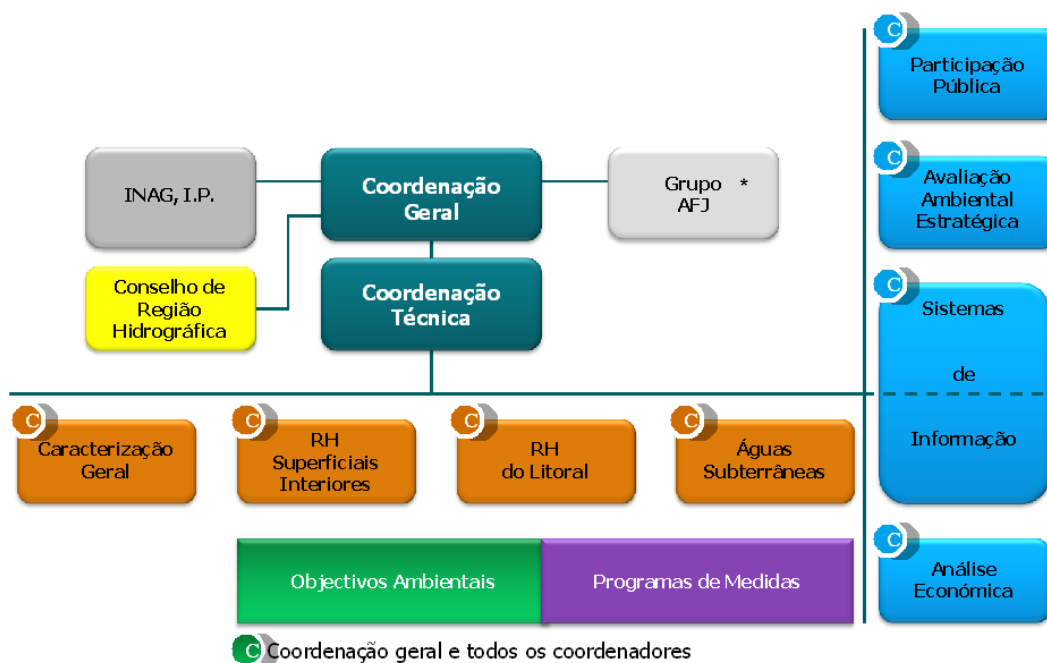 C
Participação
Pública
C
Avaliação
Ambiental
Estratégica
INAG, I.P.
Coordenação
Geral
Grupo *
AFJ
Conselho de
Região
Hidrográfica
Coordenação
Técnica
C
Sistemas
de
Informação
C
Caracterização
Geral
C
RH
Superficiais
Interiores
C
RH
do Litoral
C
Águas
Subterrâneas
C
Análise
Económica
Objectivos Ambientais
Programas de Medidas
C Coordenação geral e todos os coordenadores